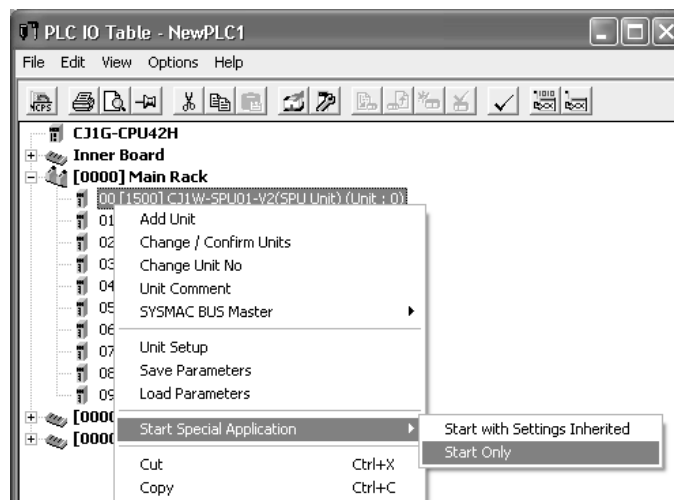 PLC IO Table - NewPLC1
File Edit View Options Help
CJ1G-CPU42H
Inner Board
[0000] Main Rack
00 [1500] CJ1W-SPU01-V2(SPU Unit) (Unit : 0)
01 Add Unit
02 Change / Confirm Units
03 Change Unit No
04 Unit Comment
05 SYSMAC BUS Master
06
07 Unit Setup
08 Save Parameters
09 Load Parameters
[0000
Start Special Application Start with Settings Inherited
[0000 Start Only
Cut Ctrl+X
Copy Ctrl+C